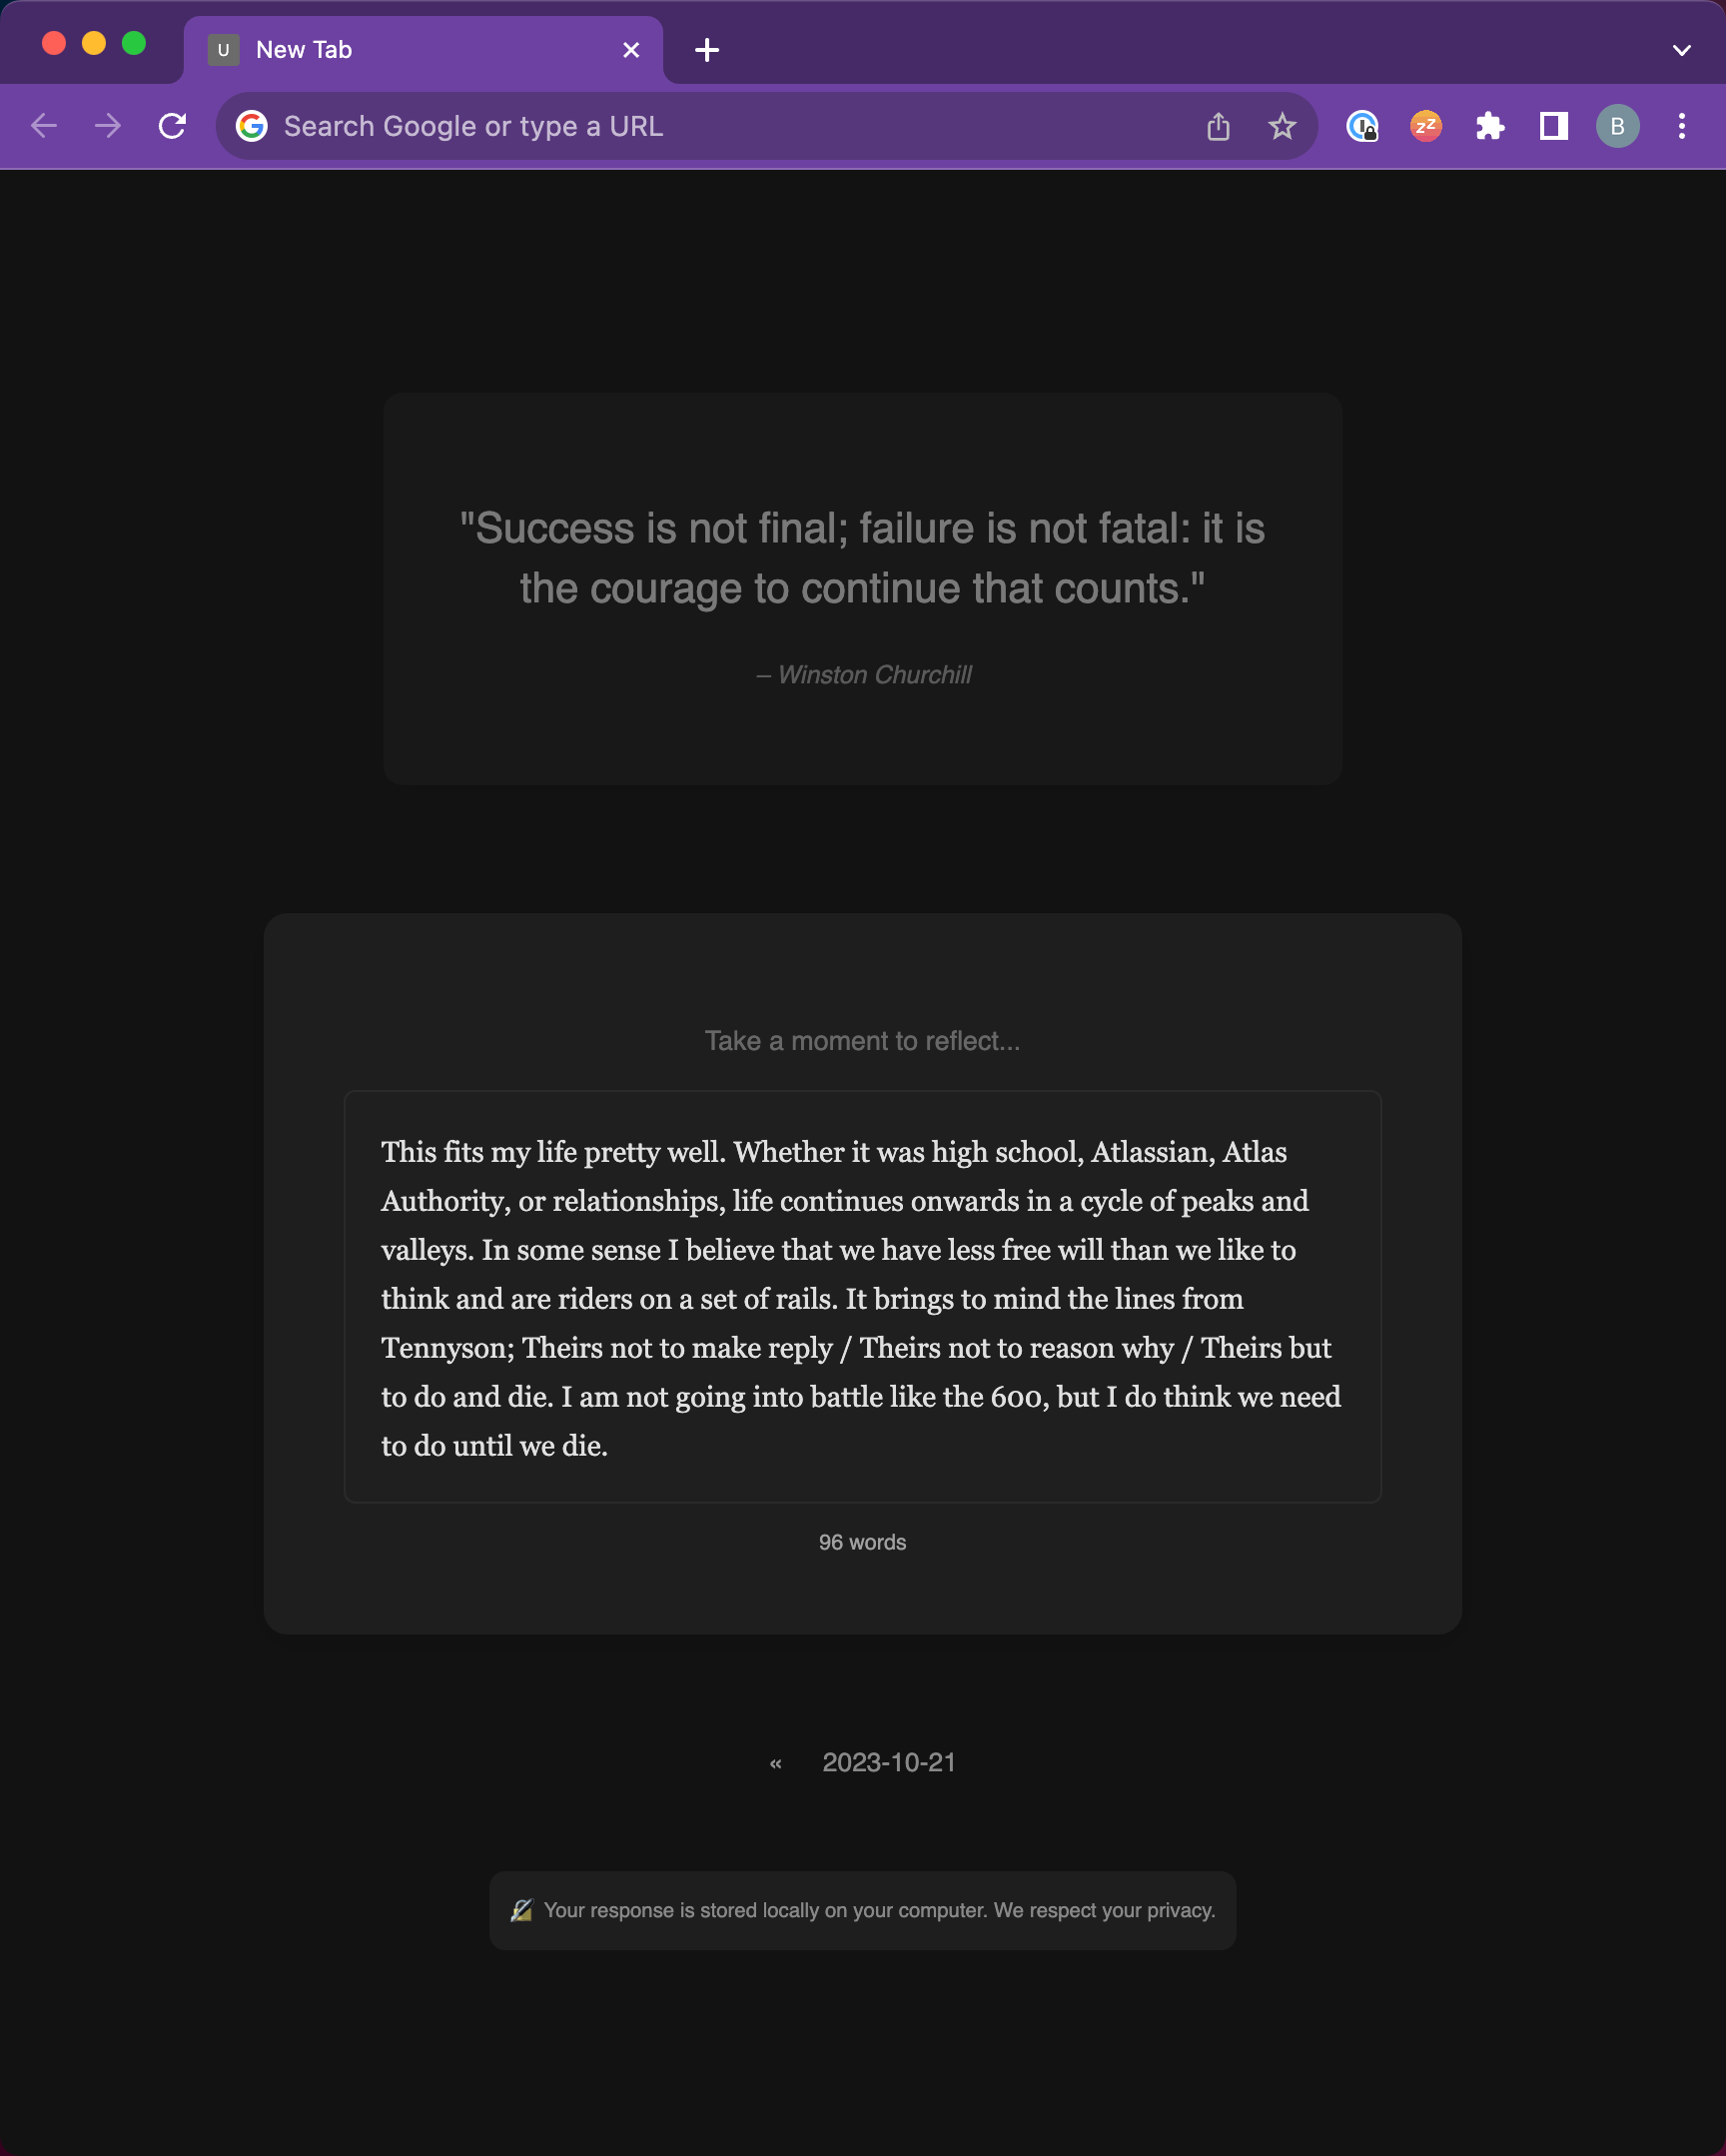 U New Tab
Search Google or type a URL
zz
B
"Success is not final; failure is not fatal: it is
the courage to continue that counts."
– Winston Churchill
Take a moment to reflect...
This fits my life pretty well. Whether it was high school, Atlassian, Atlas
Authority, or relationships, life continues onwards in a cycle of peaks and
valleys. In some sense I believe that we have less free will than we like to
think and are riders on a set of rails. It brings to mind the lines from
Tennyson; Theirs not to make reply / Theirs not to reason why / Theirs but
to do and die. I am not going into battle like the 600, but I do think we need
to do until we die.
96 words
« 2023-10-21
Your response is stored locally on your computer. We respect your privacy.